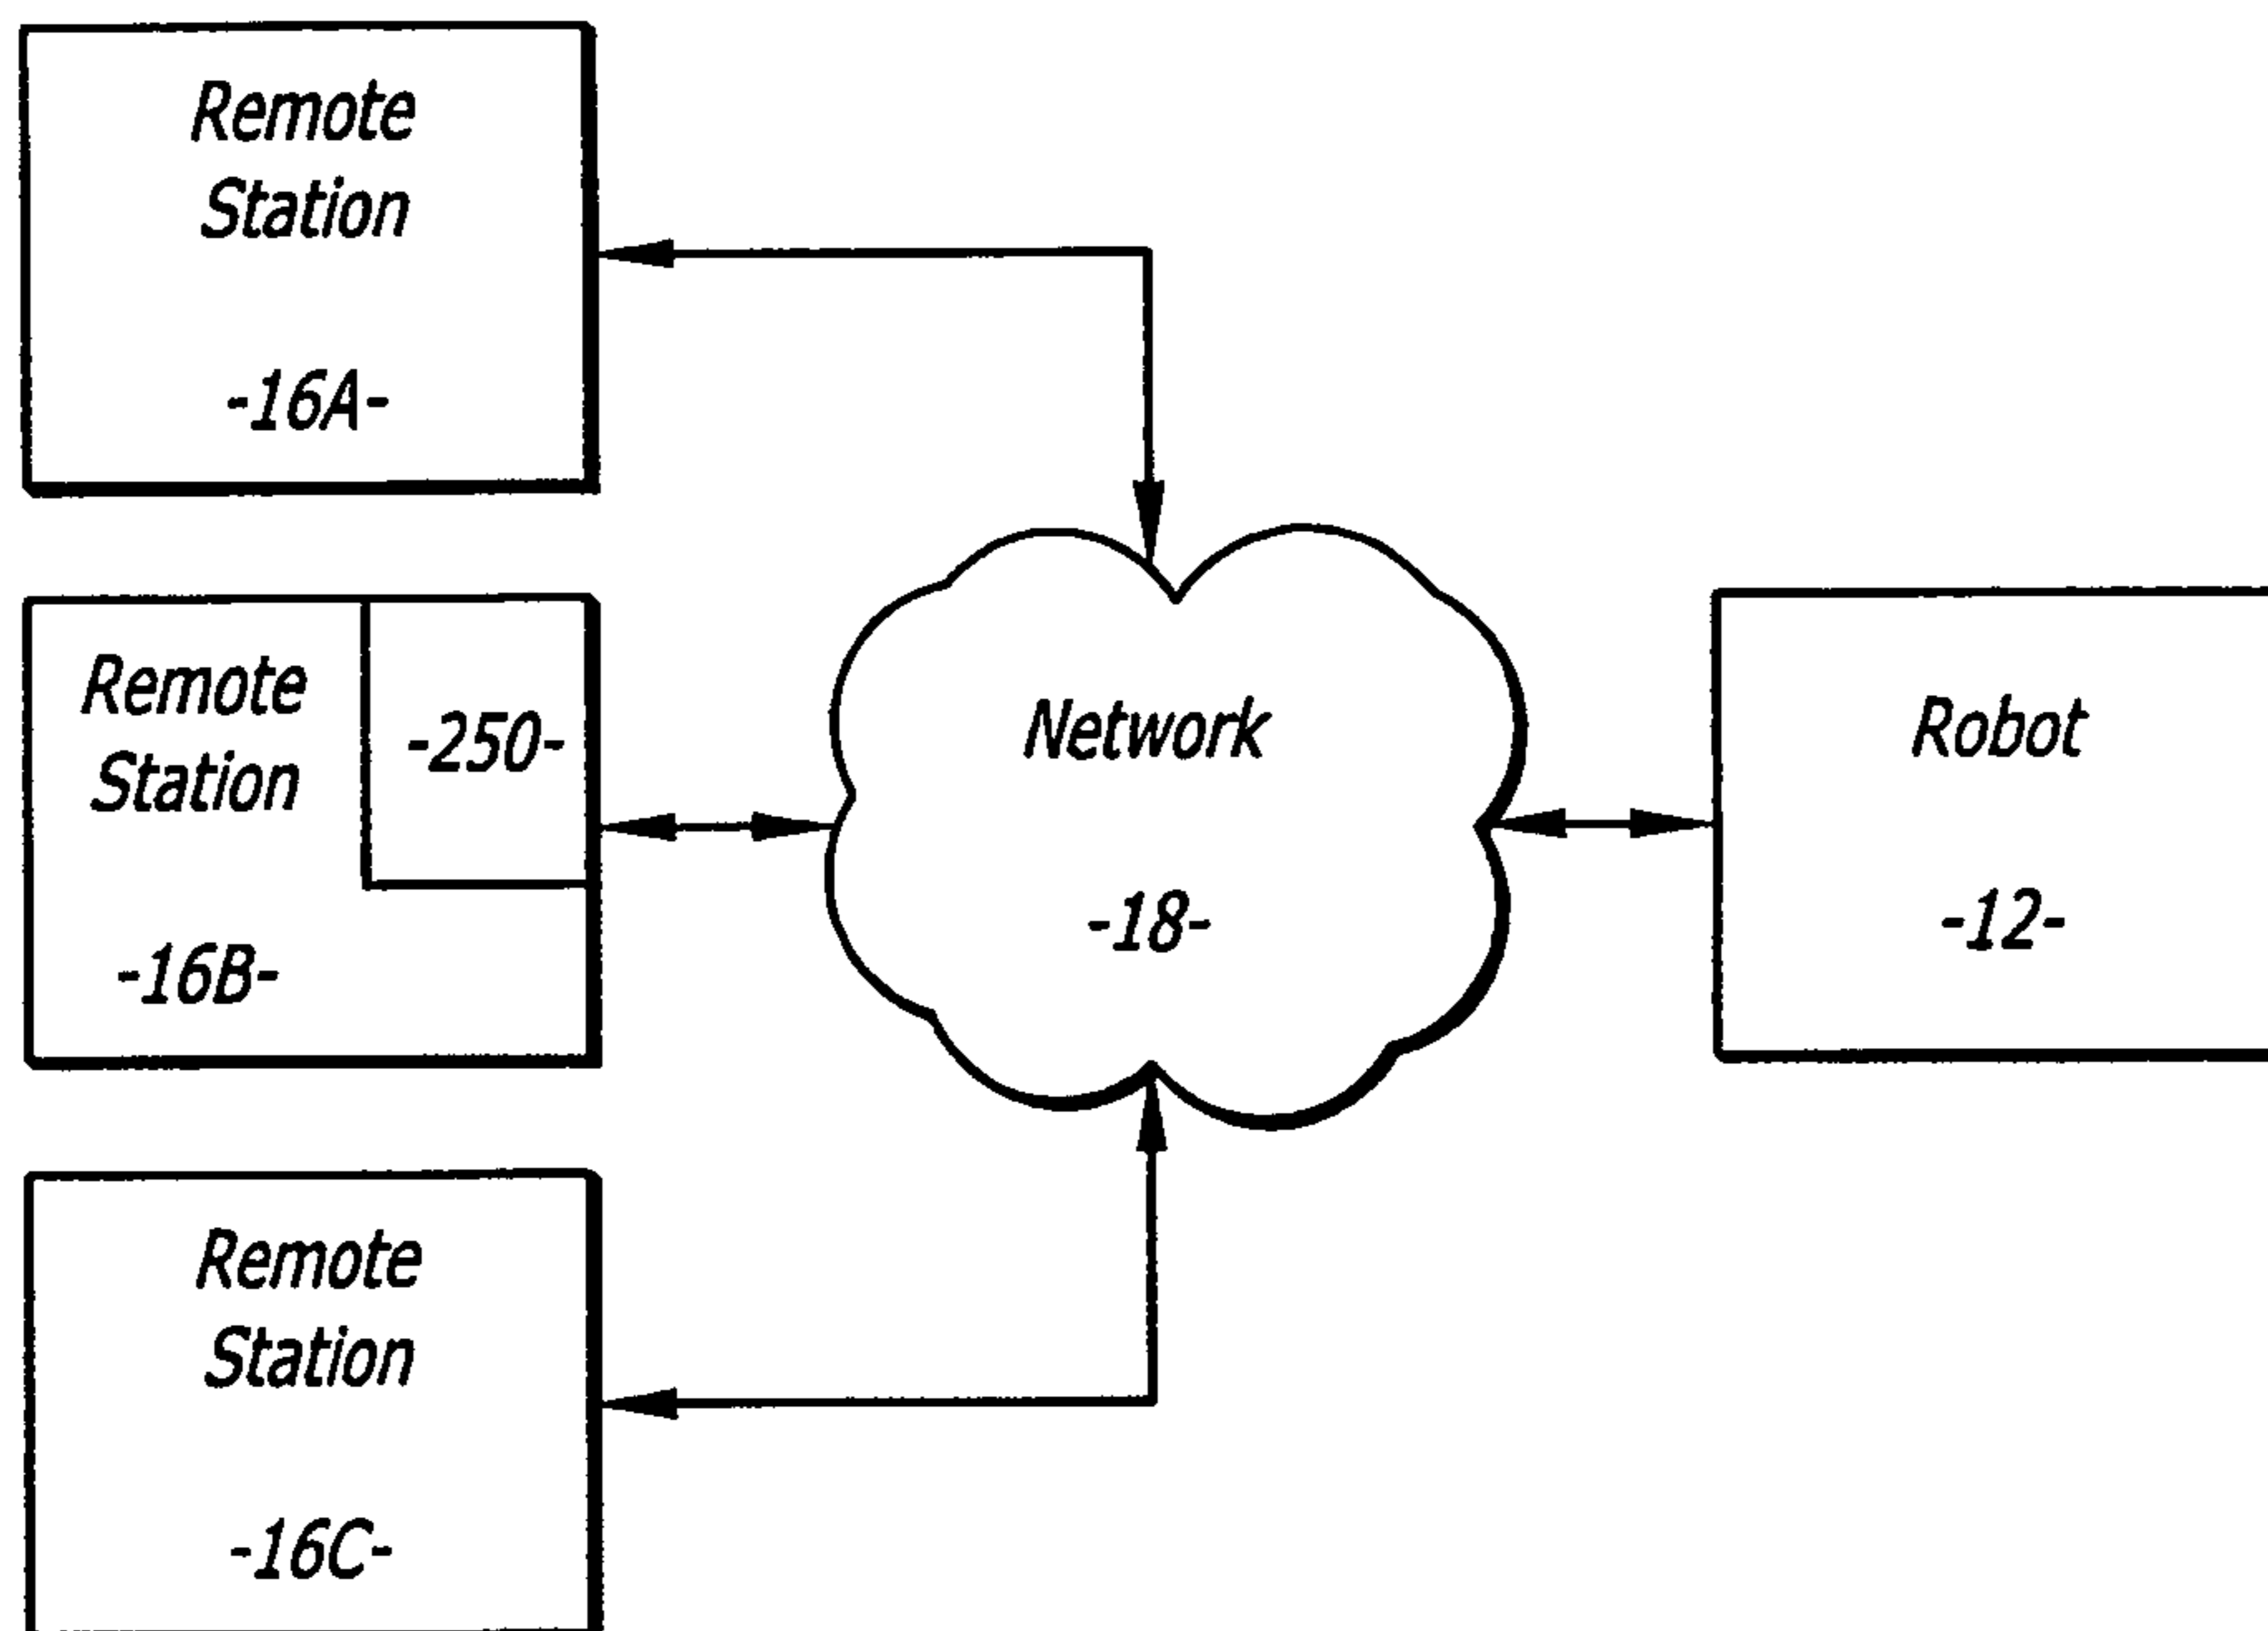 Remote
Station
-16A-
Remote
Station
-16B-
-250-
Network
-18-
Robot
-12-
Remote
Station
-16C-